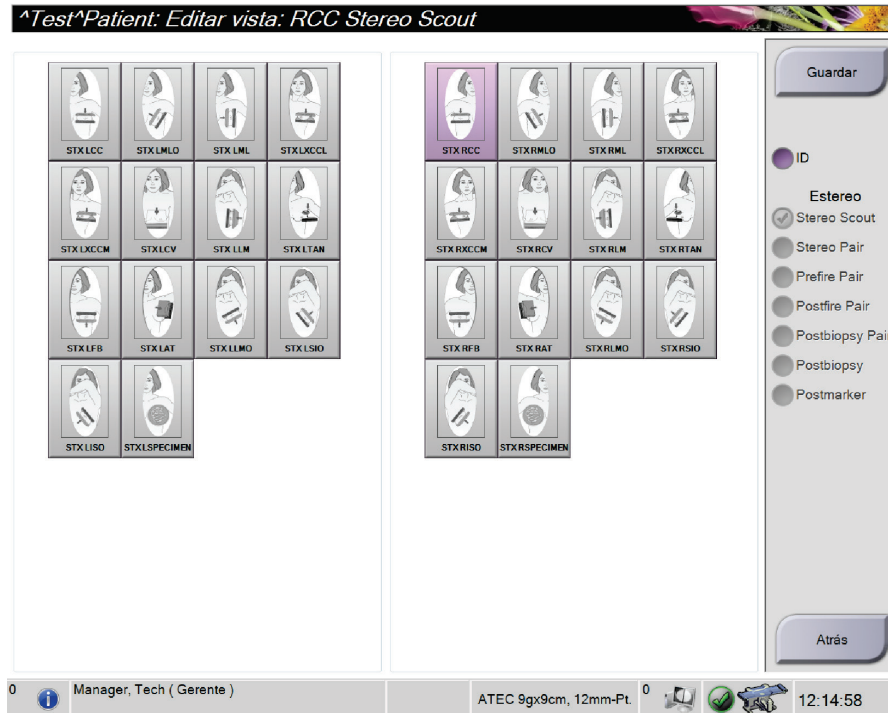 ^Test^Patient: Editar vista: RCC Stereo Scout
STX LCC STX LMLO STX LML STX LXCCL
STX LXCCM STX LCV STX LLM STX LTAN
STX LFB STX LAT STX LLMO STX LSIO
STX LISO STX LSPECIMEN
STX RCC STX RMLO STX RML STX RXCCL
STX RXCCM STX RCV STX RLM STX RTAN
STX RFB STX RAT STX RLMO STX RSIO
STX RISO STX RSPECIMEN
Guardar
ID
Estereo
Stereo Scout
Stereo Pair
Prefire Pair
Postfire Pair
Postbiopsy Pair
Postbiopsy
Postmarker
Atrás
0 i Manager, Tech ( Gerente ) ATEC 9gx9cm, 12mm-Pt. 0 12:14:58